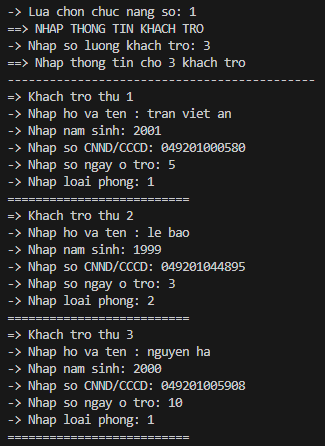 -> Lua chon chuc nang so: 1
==> NHAP THONG TIN KHACH TRO
-> Nhap so luong khach tro: 3
==> Nhap thong tin cho 3 khach tro
--------------------------------------------
=> Khach tro thu 1
-> Nhap ho va ten : tran viet an
-> Nhap nam sinh: 2001
-> Nhap so CNND/CCCD: 049201000580
-> Nhap so ngay o tro: 5
-> Nhap loai phong: 1
==========================
=> Khach tro thu 2
-> Nhap ho va ten : le bao
-> Nhap nam sinh: 1999
-> Nhap so CNND/CCCD: 049201044895
-> Nhap so ngay o tro: 3
-> Nhap loai phong: 2
==========================
=> Khach tro thu 3
-> Nhap ho va ten : nguyen ha
-> Nhap nam sinh: 2000
-> Nhap so CNND/CCCD: 049201005908
-> Nhap so ngay o tro: 10
-> Nhap loai phong: 1
==========================